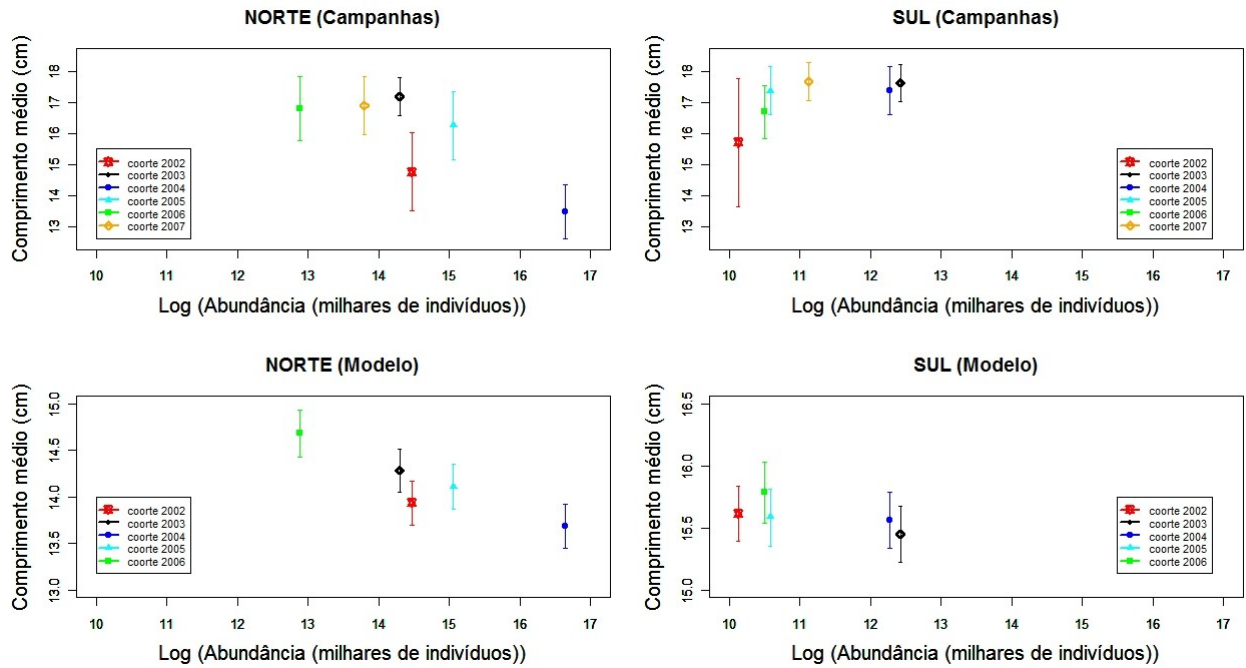 NORTE (Campanhas)
Comprimento médio (cm)
18
17
16
15
14
13
coorte 2002
coorte 2003
coorte 2004
coorte 2005
coorte 2006
coorte 2007
10 11 12 13 14 15 16 17
Log (Abundância (milhares de indivíduos))
SUL (Campanhas)
Comprimento médio (cm)
18
17
16
15
14
13
coorte 2002
coorte 2003
coorte 2004
coorte 2005
coorte 2006
coorte 2007
10 11 12 13 14 15 16 17
Log (Abundância (milhares de indivíduos))
NORTE (Modelo)
Comprimento médio (cm)
15.0
14.5
14.0
13.5
13.0
coorte 2002
coorte 2003
coorte 2004
coorte 2005
coorte 2006
10 11 12 13 14 15 16 17
Log (Abundância (milhares de indivíduos))
SUL (Modelo)
Comprimento médio (cm)
16.5
16.0
15.5
15.0
coorte 2002
coorte 2003
coorte 2004
coorte 2005
coorte 2006
10 11 12 13 14 15 16 17
Log (Abundância (milhares de indivíduos))